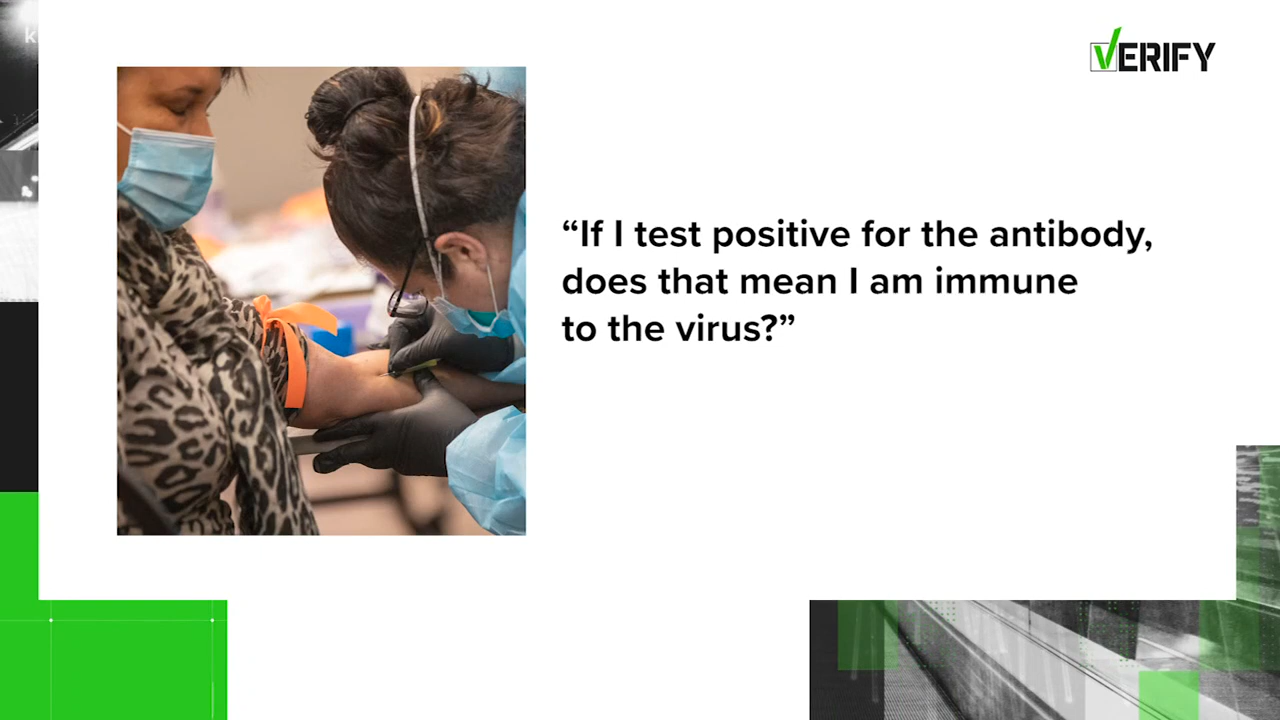 VERIFY
“If I test positive for the antibody,
does that mean I am immune
to the virus?”